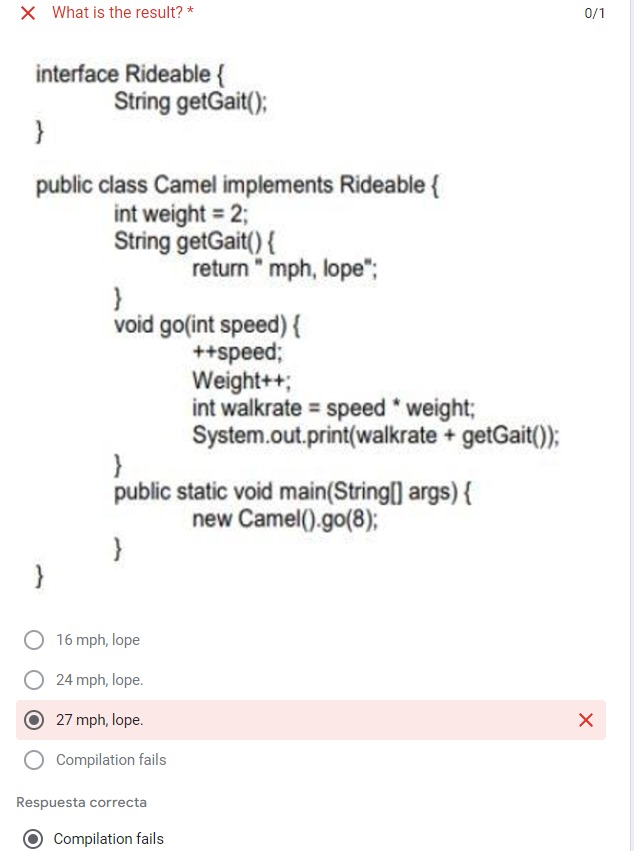 What is the result? *
0/1
interface Rideable {
String getGait();
}
public class Camel implements Rideable {
int weight = 2;
String getGait() {
return " mph, lope";
}
void go(int speed) {
++speed;
Weight++;
int walkrate = speed * weight;
System.out.print(walkrate + getGait());
}
public static void main(String[] args) {
new Camel().go(8);
}
}
16 mph, lope
24 mph, lope.
27 mph, lope.
Compilation fails
Respuesta correcta
Compilation fails